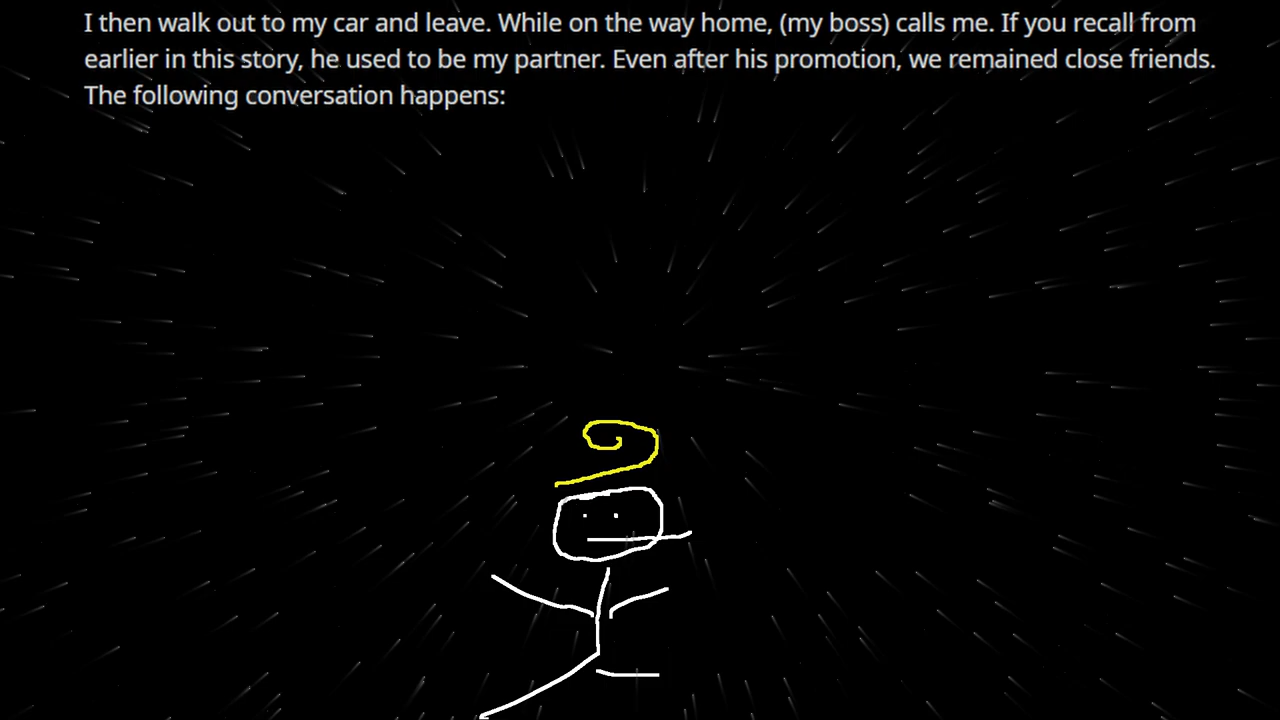 I then walk out to my car and leave. While on the way home, (my boss) calls me. If you recall from
earlier in this story, he used to be my partner. Even after his promotion, we remained close friends.
The following conversation happens: